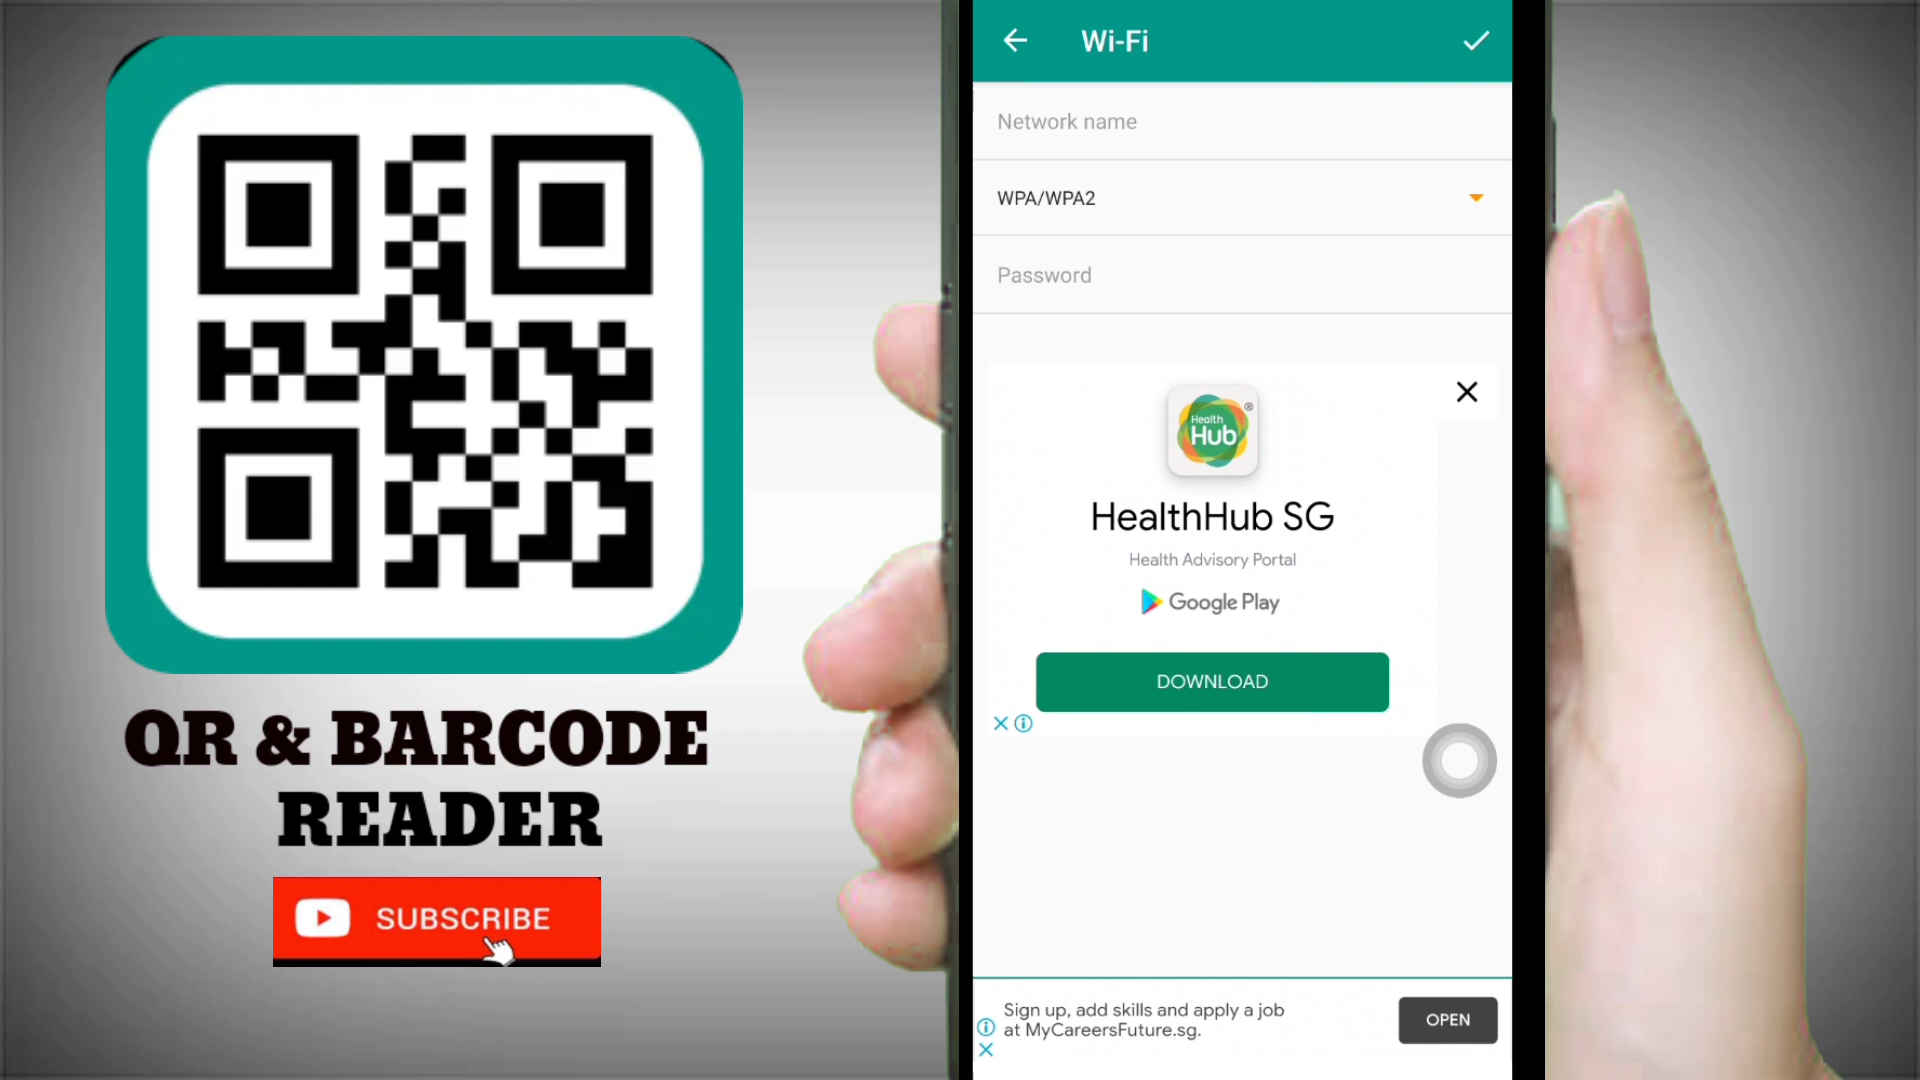 QR & BARCODE
READER
SUBSCRIBE
Wi-Fi
Network name
WPA/WPA2
Password
Health
Hub
®
HealthHub SG
Health Advisory Portal
Google Play
DOWNLOAD
Sign up, add skills and apply a job
at MyCareersFuture.sg.
OPEN